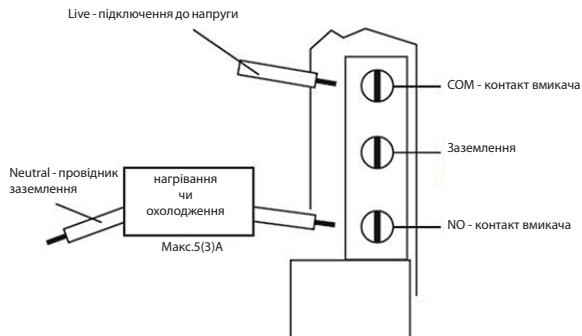 Live - підключення до напруги
COM - контакт вмикача
Заземлення
Neutral - провідник
заземлення
нагрівання
чи
охолодження
Макс.5(3)A
NO - контакт вмикача